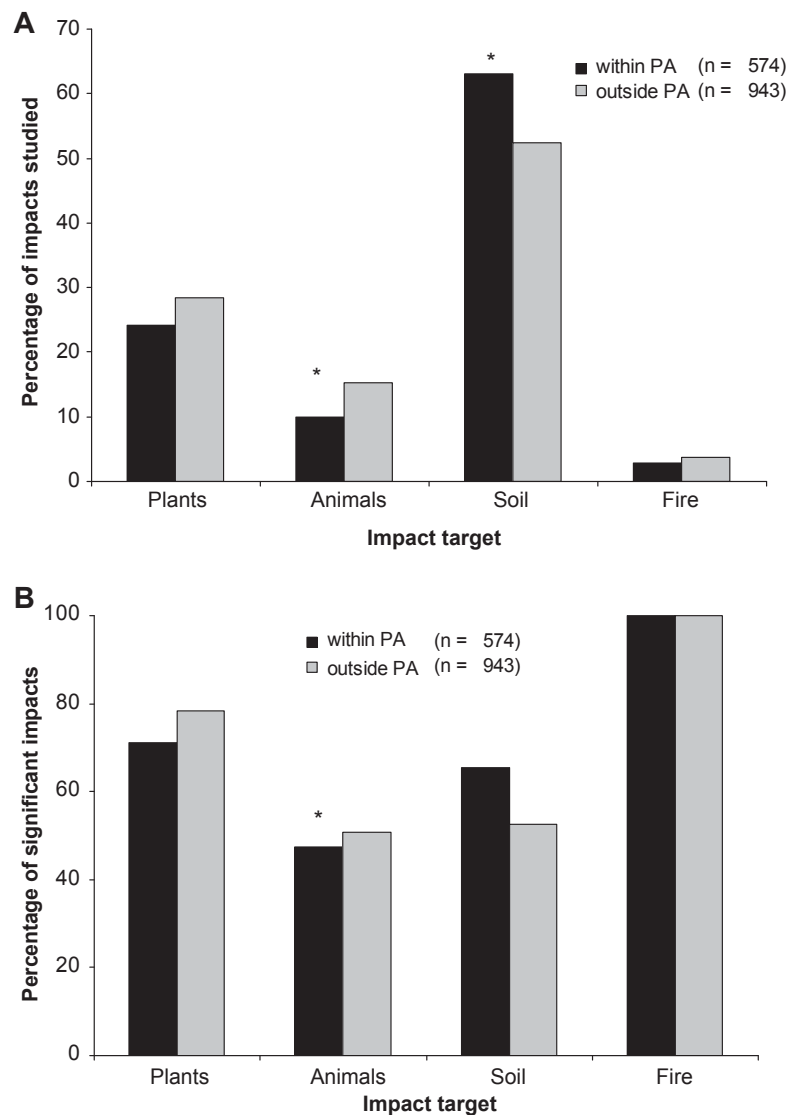 A
70
60
50
40
30
20
10
0
Percentage of impacts studied
*
*
within PA (n = 574)
outside PA (n = 943)
Plants Animals Soil Fire
Impact target
B
100
80
60
40
20
0
Percentage of significant impacts
within PA (n = 574)
outside PA (n = 943)
*
Plants Animals Soil Fire
Impact target